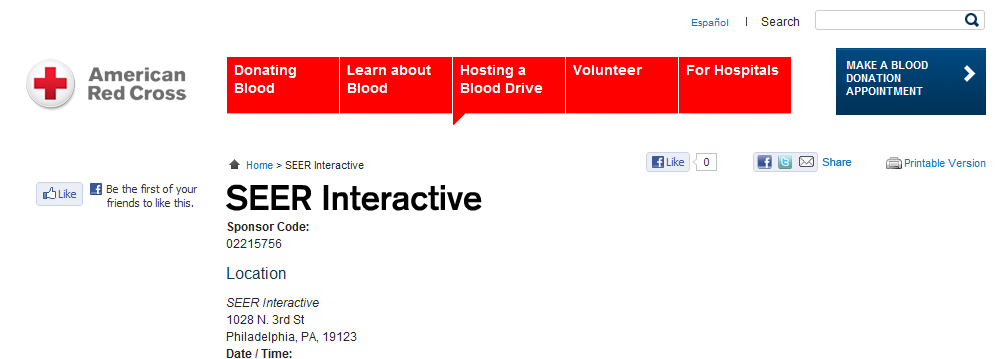 Español | Search
American
Red Cross
Donating
Blood
Learn about
Blood
Hosting a
Blood Drive
Volunteer
For Hospitals
MAKE A BLOOD
DONATION
APPOINTMENT
Home > SEER Interactive
Like 0
Share
Printable Version
Like
Be the first of your
friends to like this.
SEER Interactive
Sponsor Code:
02215756
Location
SEER Interactive
1028 N. 3rd St
Philadelphia, PA, 19123
Date / Time: